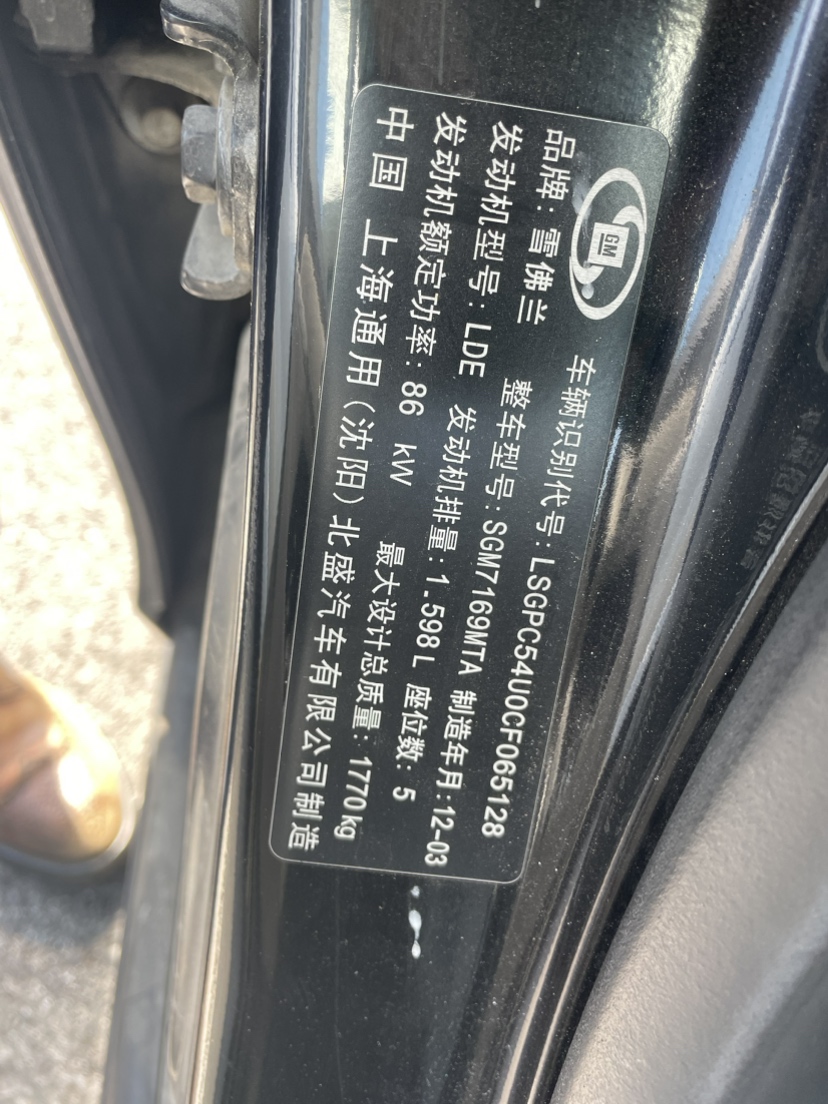 GM
车辆识别代号: LSGPC54U0CF065128
品牌: 雪佛兰 整车型号: SGM7169MTA 制造年月: 12-03
发动机型号: LDE 发动机排量: 1.598L 座位数: 5
发动机额定功率: 86 kW 最大设计总质量: 1770kg
中国 上海通用(沈阳)北盛汽车有限公司制造